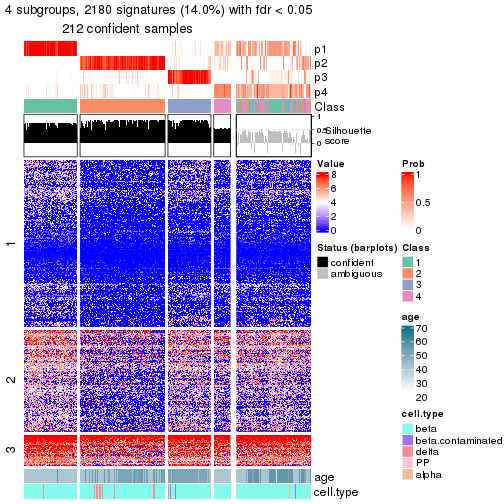 4 subgroups, 2180 signatures (14.0%) with fdr < 0.05
212 confident samples
p1
p2
p3
p4
Class
1
0.5
0
Silhouette
score
1
2
3
age
cell.type
Value
8
6
4
2
0
Prob
1
0.5
0
Status (barplots)
confident
ambiguous
Class
1
2
3
4
age
70
60
50
40
30
20
cell.type
beta
beta.contaminated
delta
PP
alpha